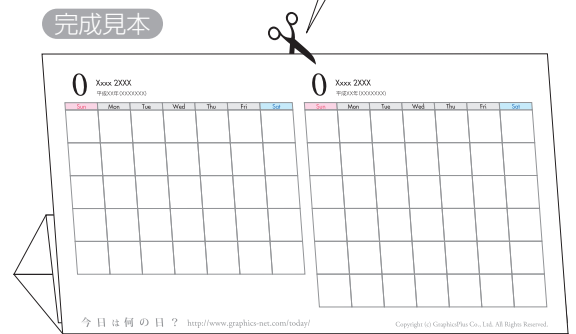 完成見本
0 Xxxx 2XXX
平成XX年(XXXXXXX)
Sun Mon Tue Wed Thu Fri Sat
0 Xxxx 2XXX
平成XX年(XXXXXXX)
Sun Mon Tue Wed Thu Fri Sat
今日は何の日? http://www.graphics-net.com/today/
Copyright (c) GraphicsPlus Co., Ltd. All Rights Reserved.